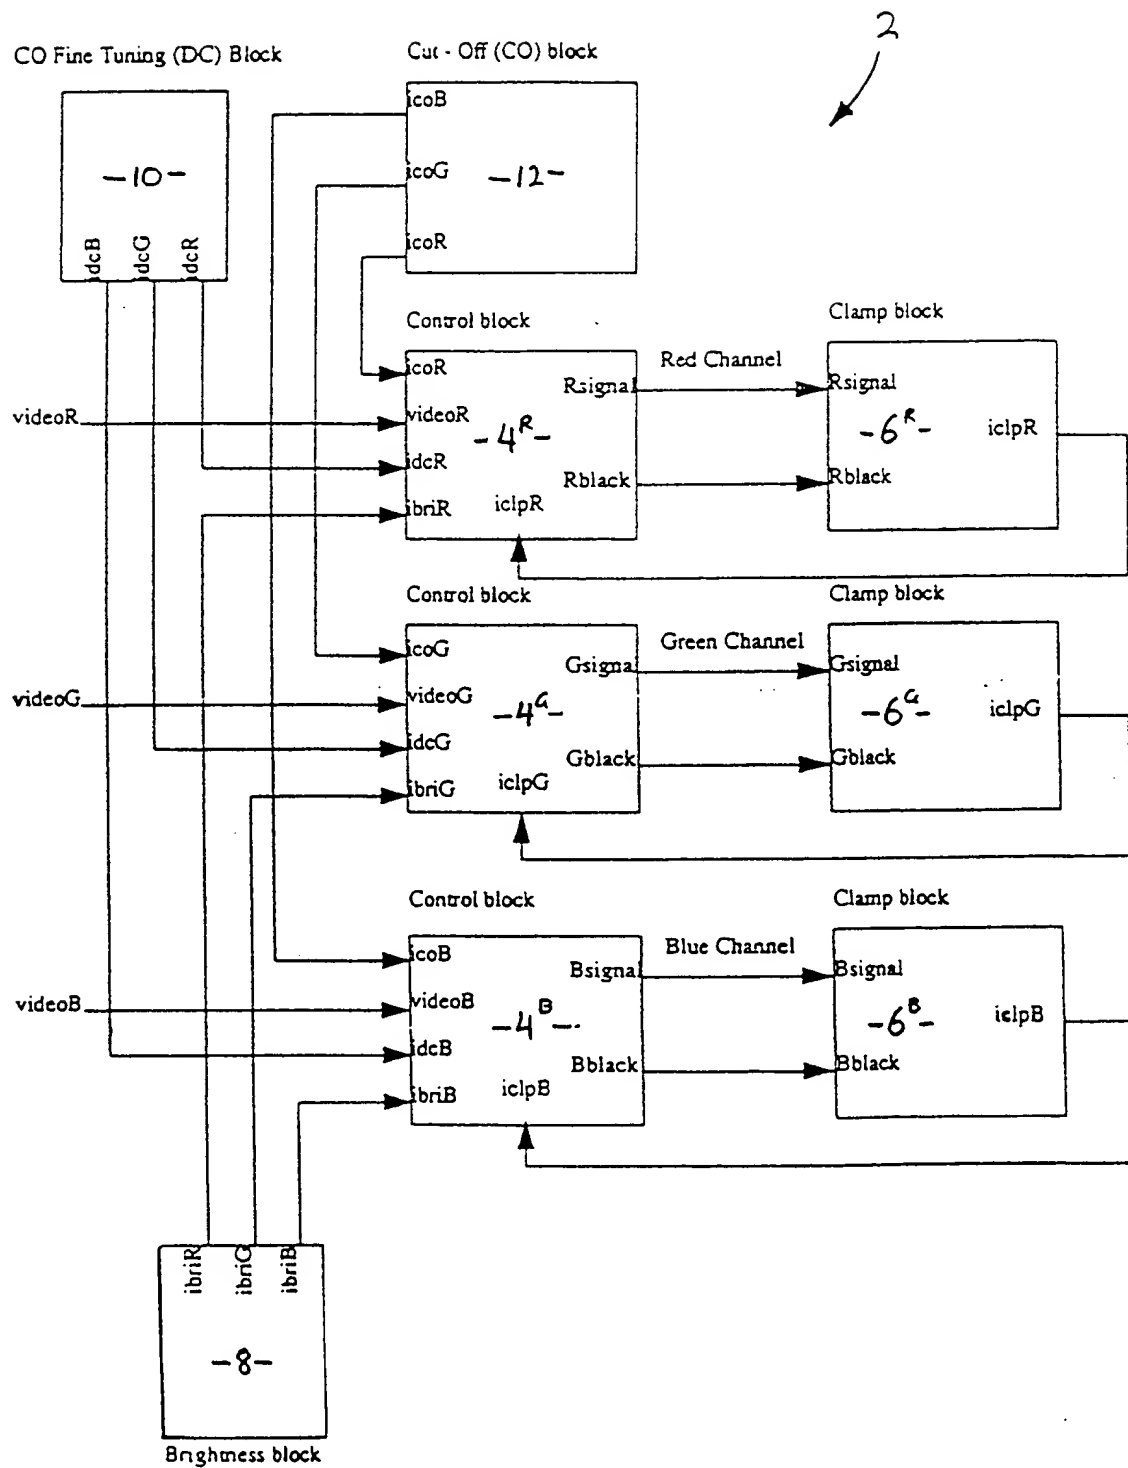 2
CO Fine Tuning (DC) Block
Cut - Off (CO) block
icoB
icoG
icoR
-12-
-10-
idcB
idcG
idcR
Control block
Clamp block
icoR
videoR
videoR
idcR
ibriR
-4R-
iclpR
Rsignal
Rblack
Red Channel
Rsignal
Rblack
-6R-
iclpR
Control block
Clamp block
icoG
videoG
videoG
idcG
ibriG
-4G-
iclpG
Gsignal
Gblack
Green Channel
Gsignal
Gblack
-6G-
iclpG
Control block
Clamp block
icoB
videoB
videoB
idcB
ibriB
-4B-
iclpB
Bsignal
Bblack
Blue Channel
Bsignal
Bblack
-6B-
iclpB
ibriR
ibriG
ibriB
-8-
Brightness block